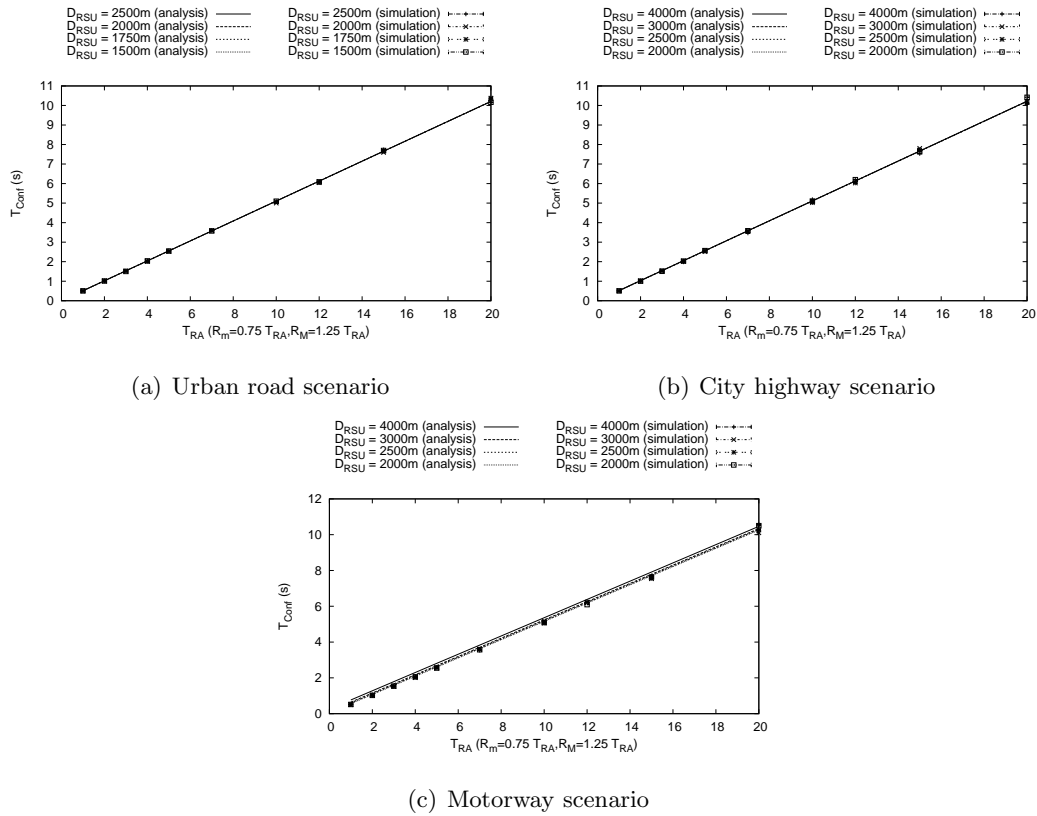 D_RSU = 2500m (analysis)
D_RSU = 2000m (analysis)
D_RSU = 1750m (analysis)
D_RSU = 1500m (analysis)
D_RSU = 2500m (simulation)
D_RSU = 2000m (simulation)
D_RSU = 1750m (simulation)
D_RSU = 1500m (simulation)
11
10
9
8
7
6
5
4
3
2
1
0
T_Conf (s)
0 2 4 6 8 10 12 14 16 18 20
T_RA (R_m=0.75 T_RA,R_M=1.25 T_RA)
(a) Urban road scenario
D_RSU = 4000m (analysis)
D_RSU = 3000m (analysis)
D_RSU = 2500m (analysis)
D_RSU = 2000m (analysis)
D_RSU = 4000m (simulation)
D_RSU = 3000m (simulation)
D_RSU = 2500m (simulation)
D_RSU = 2000m (simulation)
11
10
9
8
7
6
5
4
3
2
1
0
T_Conf (s)
0 2 4 6 8 10 12 14 16 18 20
T_RA (R_m=0.75 T_RA,R_M=1.25 T_RA)
(b) City highway scenario
D_RSU = 4000m (analysis)
D_RSU = 3000m (analysis)
D_RSU = 2500m (analysis)
D_RSU = 2000m (analysis)
D_RSU = 4000m (simulation)
D_RSU = 3000m (simulation)
D_RSU = 2500m (simulation)
D_RSU = 2000m (simulation)
12
10
8
6
4
2
0
T_Conf (s)
0 2 4 6 8 10 12 14 16 18 20
T_RA (R_m=0.75 T_RA,R_M=1.25 T_RA)
(c) Motorway scenario